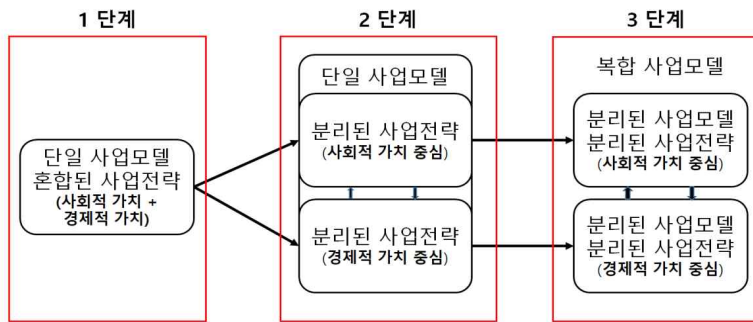 1 단계
단일 사업모델
혼합된 사업전략
(사회적 가치 +
경제적 가치)
2 단계
단일 사업모델
분리된 사업전략
(사회적 가치 중심)
분리된 사업전략
(경제적 가치 중심)
3 단계
복합 사업모델
분리된 사업모델
분리된 사업전략
(사회적 가치 중심)
분리된 사업모델
분리된 사업전략
(경제적 가치 중심)